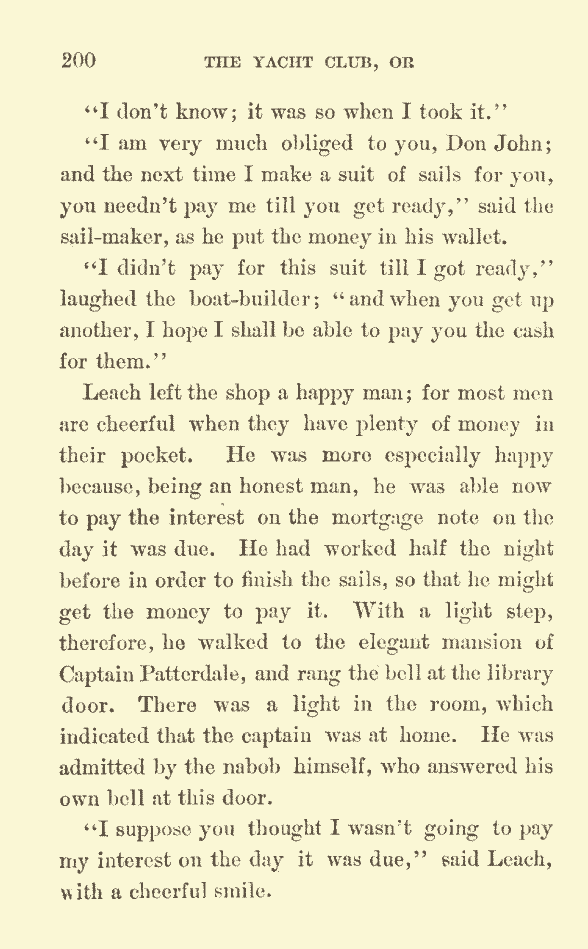 200 THE YACHT CLUB, OR
“I don’t know; it was so when I took it.”
“I am very much obliged to you, Don John;
and the next time I make a suit of sails for you,
you needn’t pay me till you get ready,” said the
sail-maker, as he put the money in his wallet.
“I didn’t pay for this suit till I got ready,”
laughed the boat-builder; “and when you get up
another, I hope I shall be able to pay you the cash
for them.”
Leach left the shop a happy man; for most men
are cheerful when they have plenty of money in
their pocket. He was more especially happy
because, being an honest man, he was able now
to pay the interest on the mortgage note on the
day it was due. He had worked half the night
before in order to finish the sails, so that he might
get the money to pay it. With a light step,
therefore, he walked to the elegant mansion of
Captain Patterdale, and rang the bell at the library
door. There was a light in the room, which
indicated that the captain was at home. He was
admitted by the nabob himself, who answered his
own bell at this door.
“I suppose you thought I wasn’t going to pay
my interest on the day it was due,” said Leach,
with a cheerful smile.